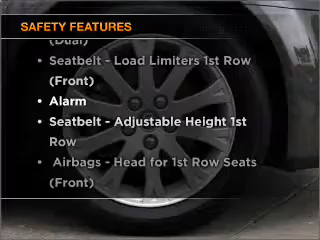 SAFETY FEATURES
(Dual)
• Seatbelt - Load Limiters 1st Row
(Front)
• Alarm
• Seatbelt - Adjustable Height 1st
Row
• Airbags - Head for 1st Row Seats
(Front)